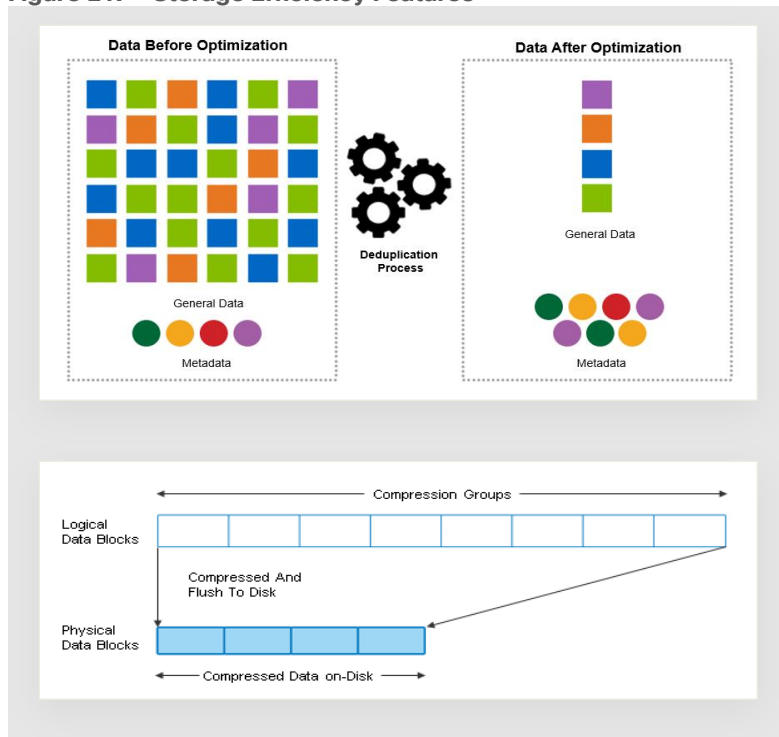 Data Before Optimization
Data After Optimization
Deduplication
Process
General Data
General Data
Metadata
Metadata
Compression Groups
Logical
Data Blocks
Compressed And
Flush To Disk
Physical
Data Blocks
Compressed Data on-Disk